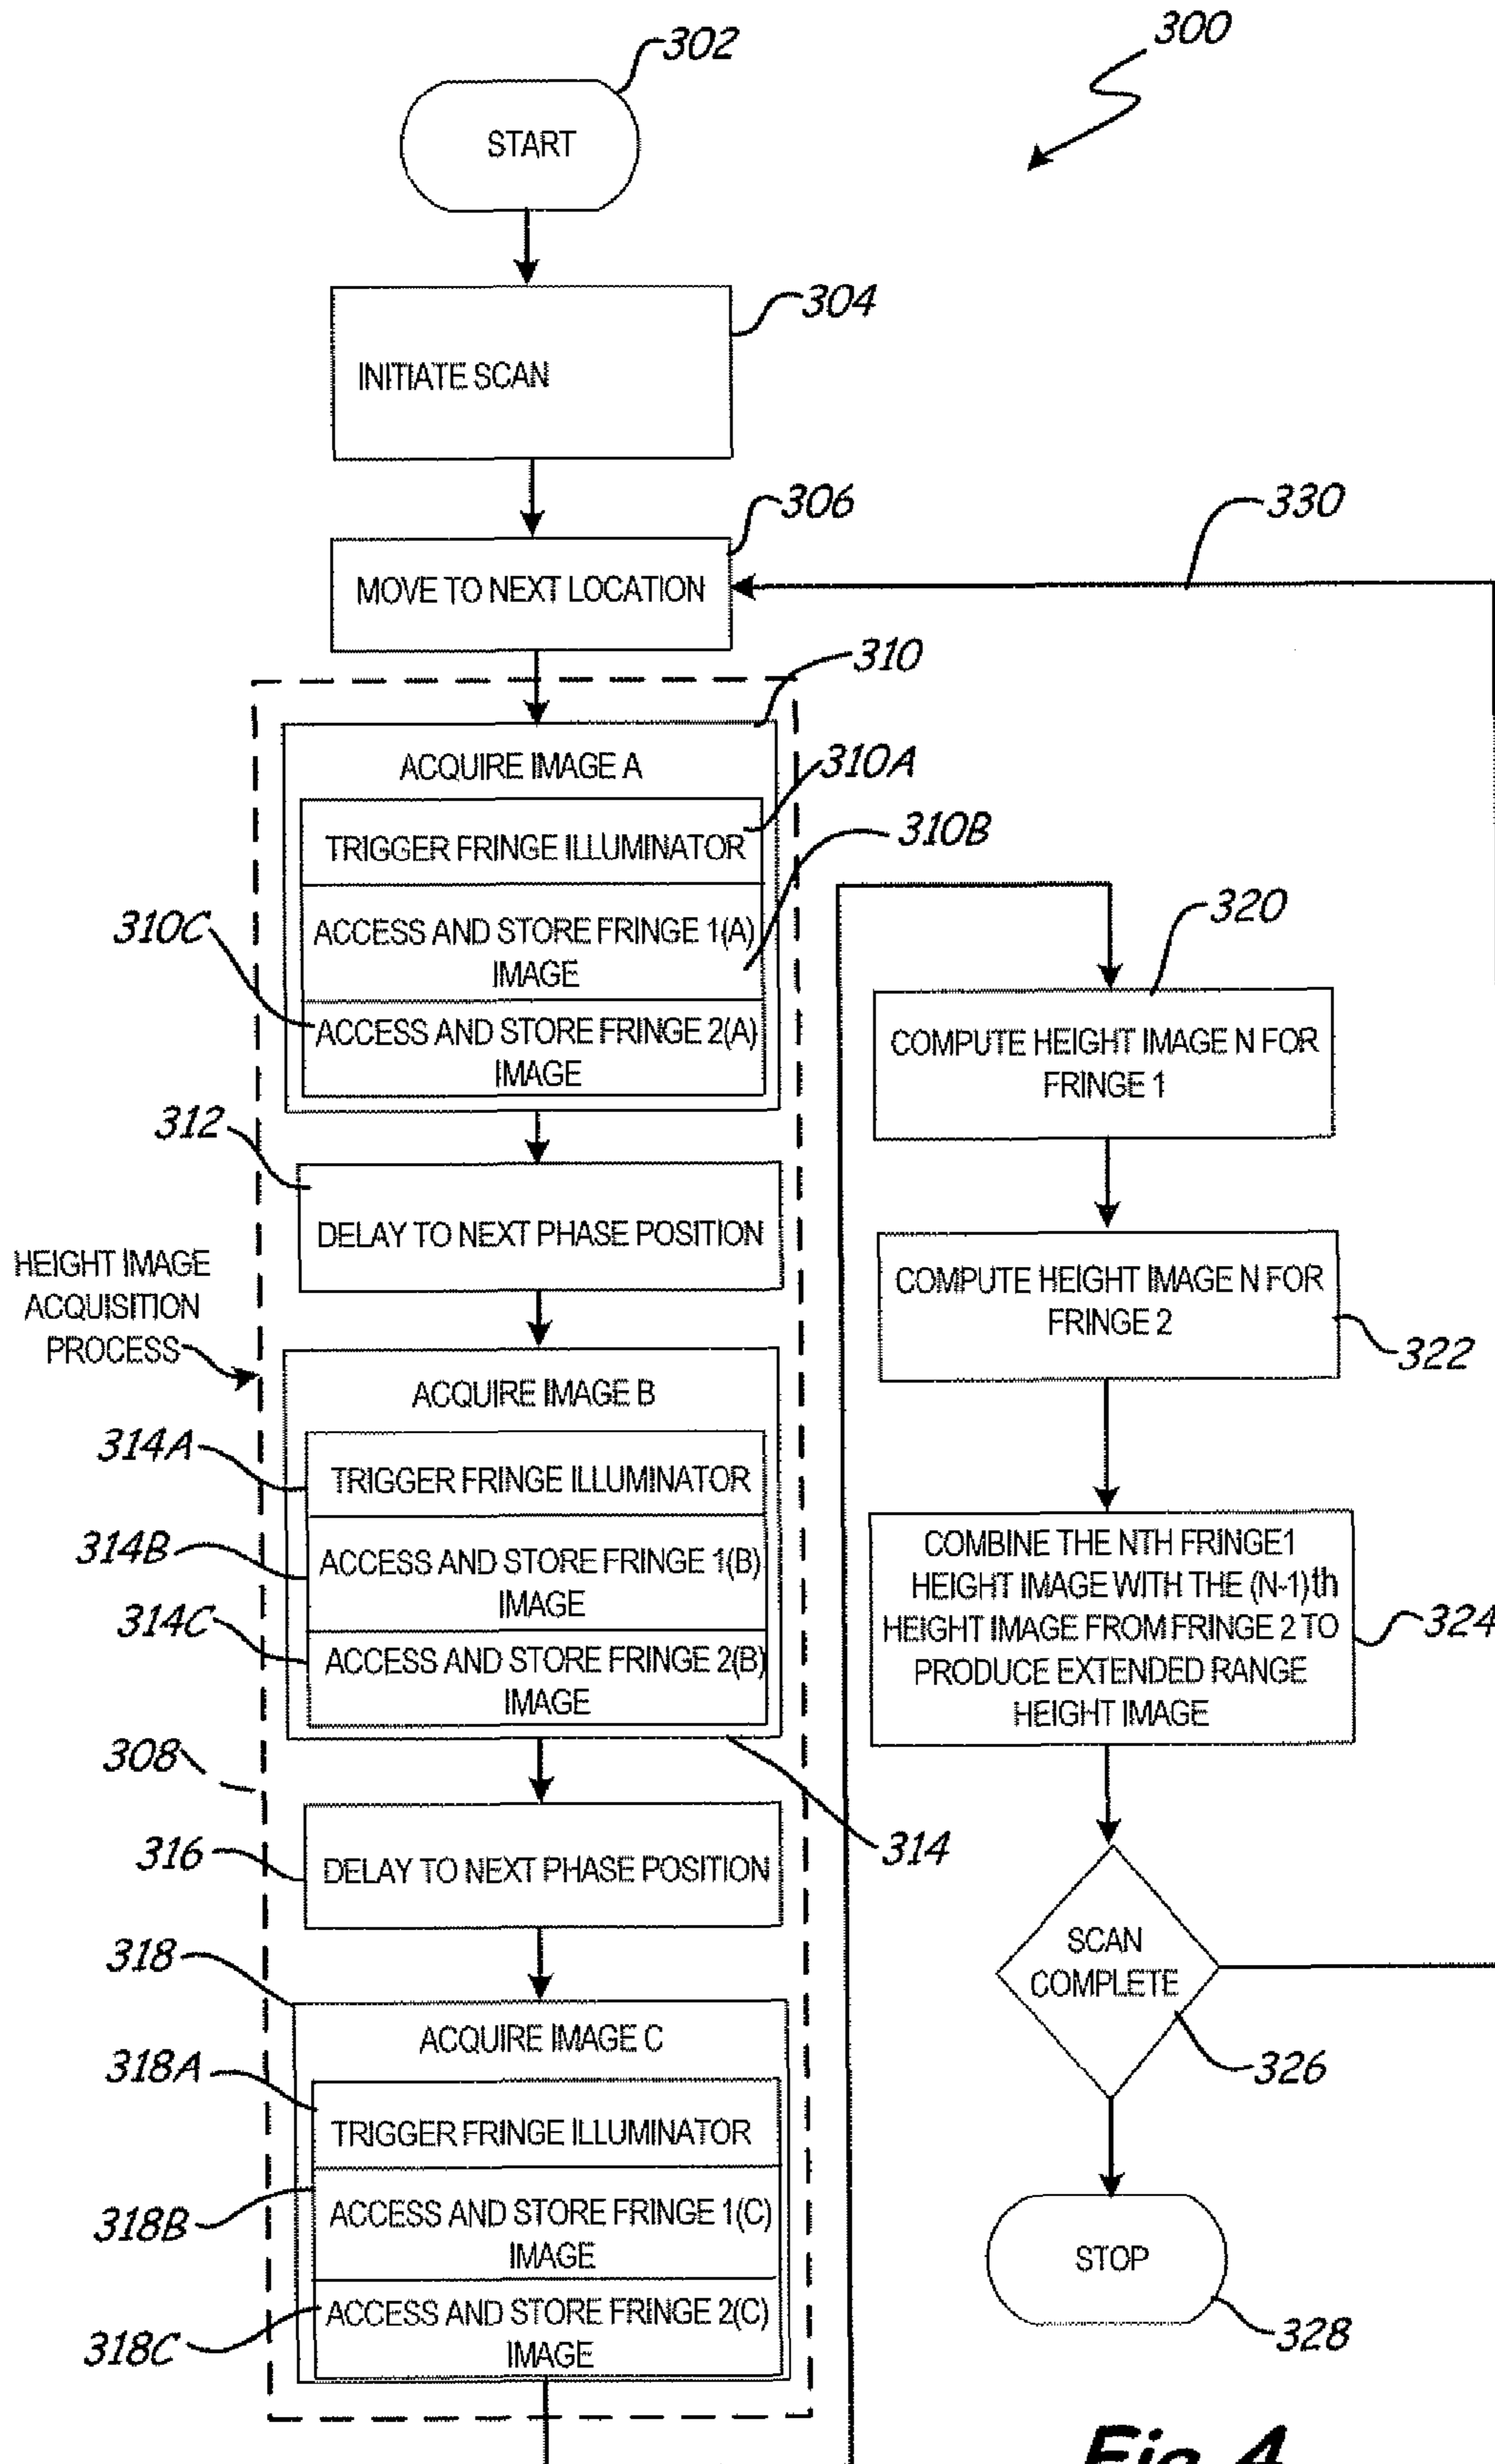 300
302
START
304
INITIATE SCAN
306
MOVE TO NEXT LOCATION
330
310
ACQUIRE IMAGE A
310A
TRIGGER FRINGE ILLUMINATOR
310B
ACCESS AND STORE FRINGE 1(A)
IMAGE
310C
ACCESS AND STORE FRINGE 2(A)
IMAGE
312
DELAY TO NEXT PHASE POSITION
HEIGHT IMAGE
ACQUISITION
PROCESS
ACQUIRE IMAGE B
314A
TRIGGER FRINGE ILLUMINATOR
314B
ACCESS AND STORE FRINGE 1(B)
IMAGE
314C
ACCESS AND STORE FRINGE 2(B)
IMAGE
308
314
316
DELAY TO NEXT PHASE POSITION
318
ACQUIRE IMAGE C
318A
TRIGGER FRINGE ILLUMINATOR
318B
ACCESS AND STORE FRINGE 1(C)
IMAGE
318C
ACCESS AND STORE FRINGE 2(C)
IMAGE
320
COMPUTE HEIGHT IMAGE N FOR
FRINGE 1
COMPUTE HEIGHT IMAGE N FOR
FRINGE 2
322
COMBINE THE NTH FRINGE1
HEIGHT IMAGE WITH THE (N-1)th
HEIGHT IMAGE FROM FRINGE 2 TO
PRODUCE EXTENDED RANGE
HEIGHT IMAGE
324
SCAN
COMPLETE
326
STOP
328
Fig. 4